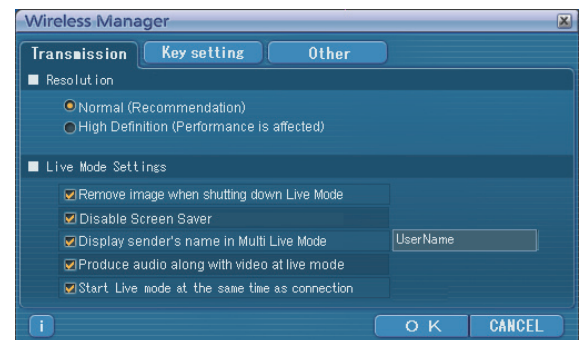 Wireless Manager
Transmission Key setting Other
Resolution
Normal (Recommendation)
High Definition (Performance is affected)
Live Mode Settings
Remove image when shutting down Live Mode
Disable Screen Saver
Display sender's name in Multi Live Mode UserName
Produce audio along with video at live mode
Start Live mode at the same time as connection
i OK CANCEL